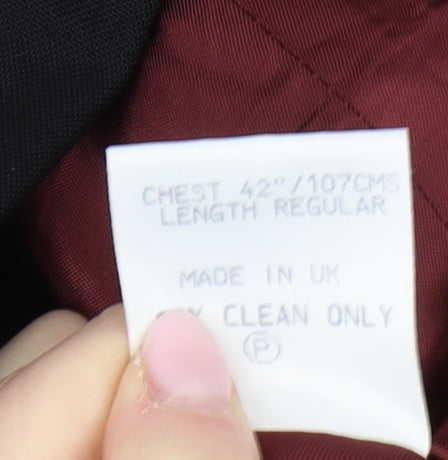 CHEST 42"/107CMS
LENGTH REGULAR
MADE IN UK
CLEAN ONLY
P